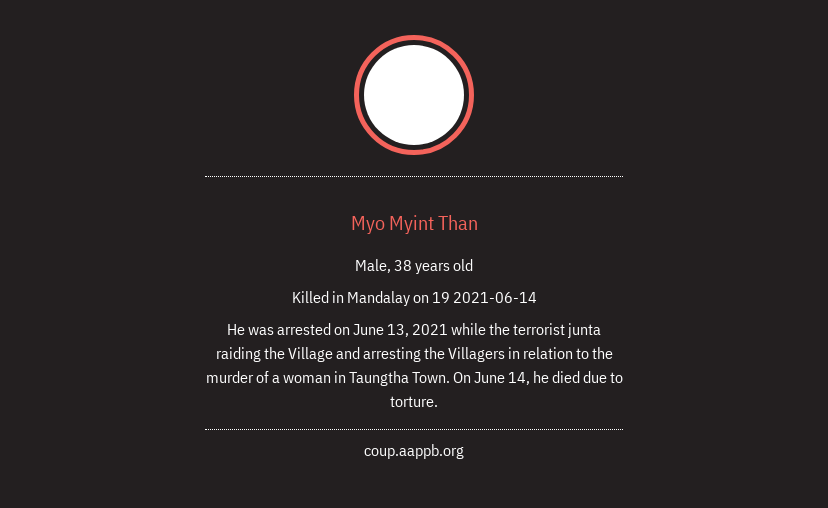 Myo Myint Than
Male, 38 years old
Killed in Mandalay on 19 2021-06-14
He was arrested on June 13, 2021 while the terrorist junta
raiding the Village and arresting the Villagers in relation to the
murder of a woman in Taungtha Town. On June 14, he died due to
torture.
coup.aappb.org